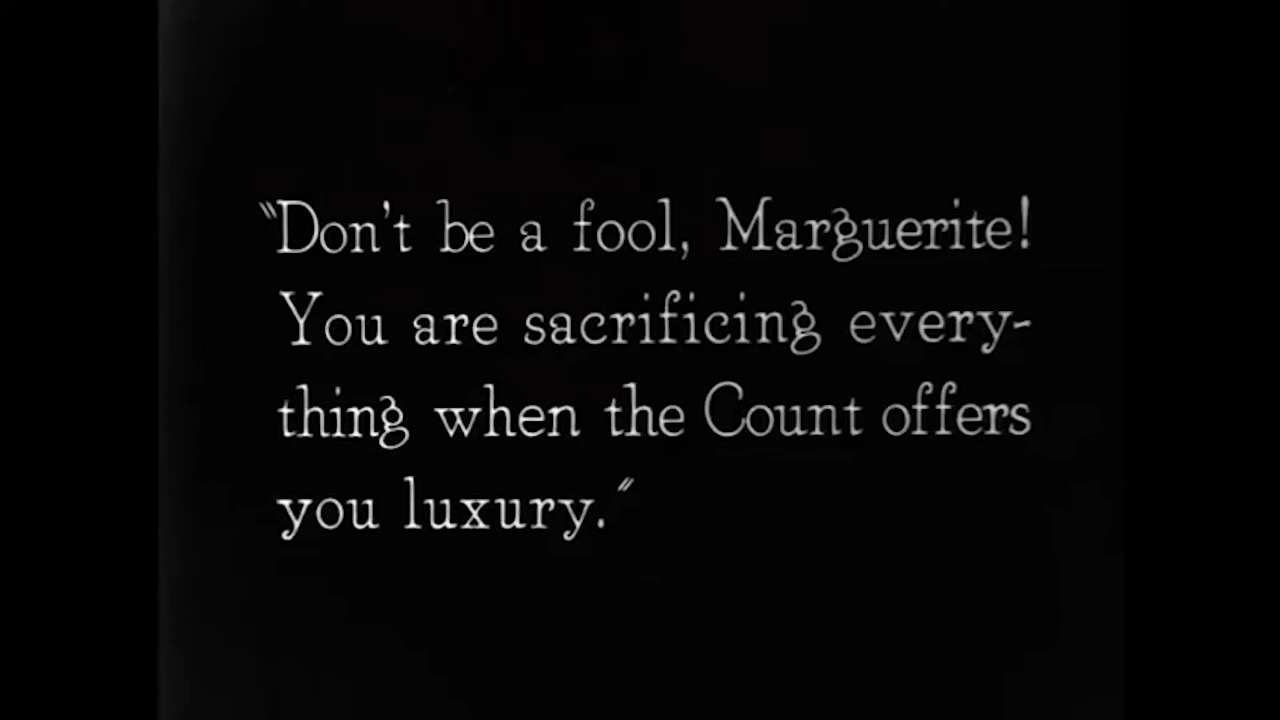 "Don't be a fool, Marguerite!
You are sacrificing every-
thing when the Count offers
you luxury."